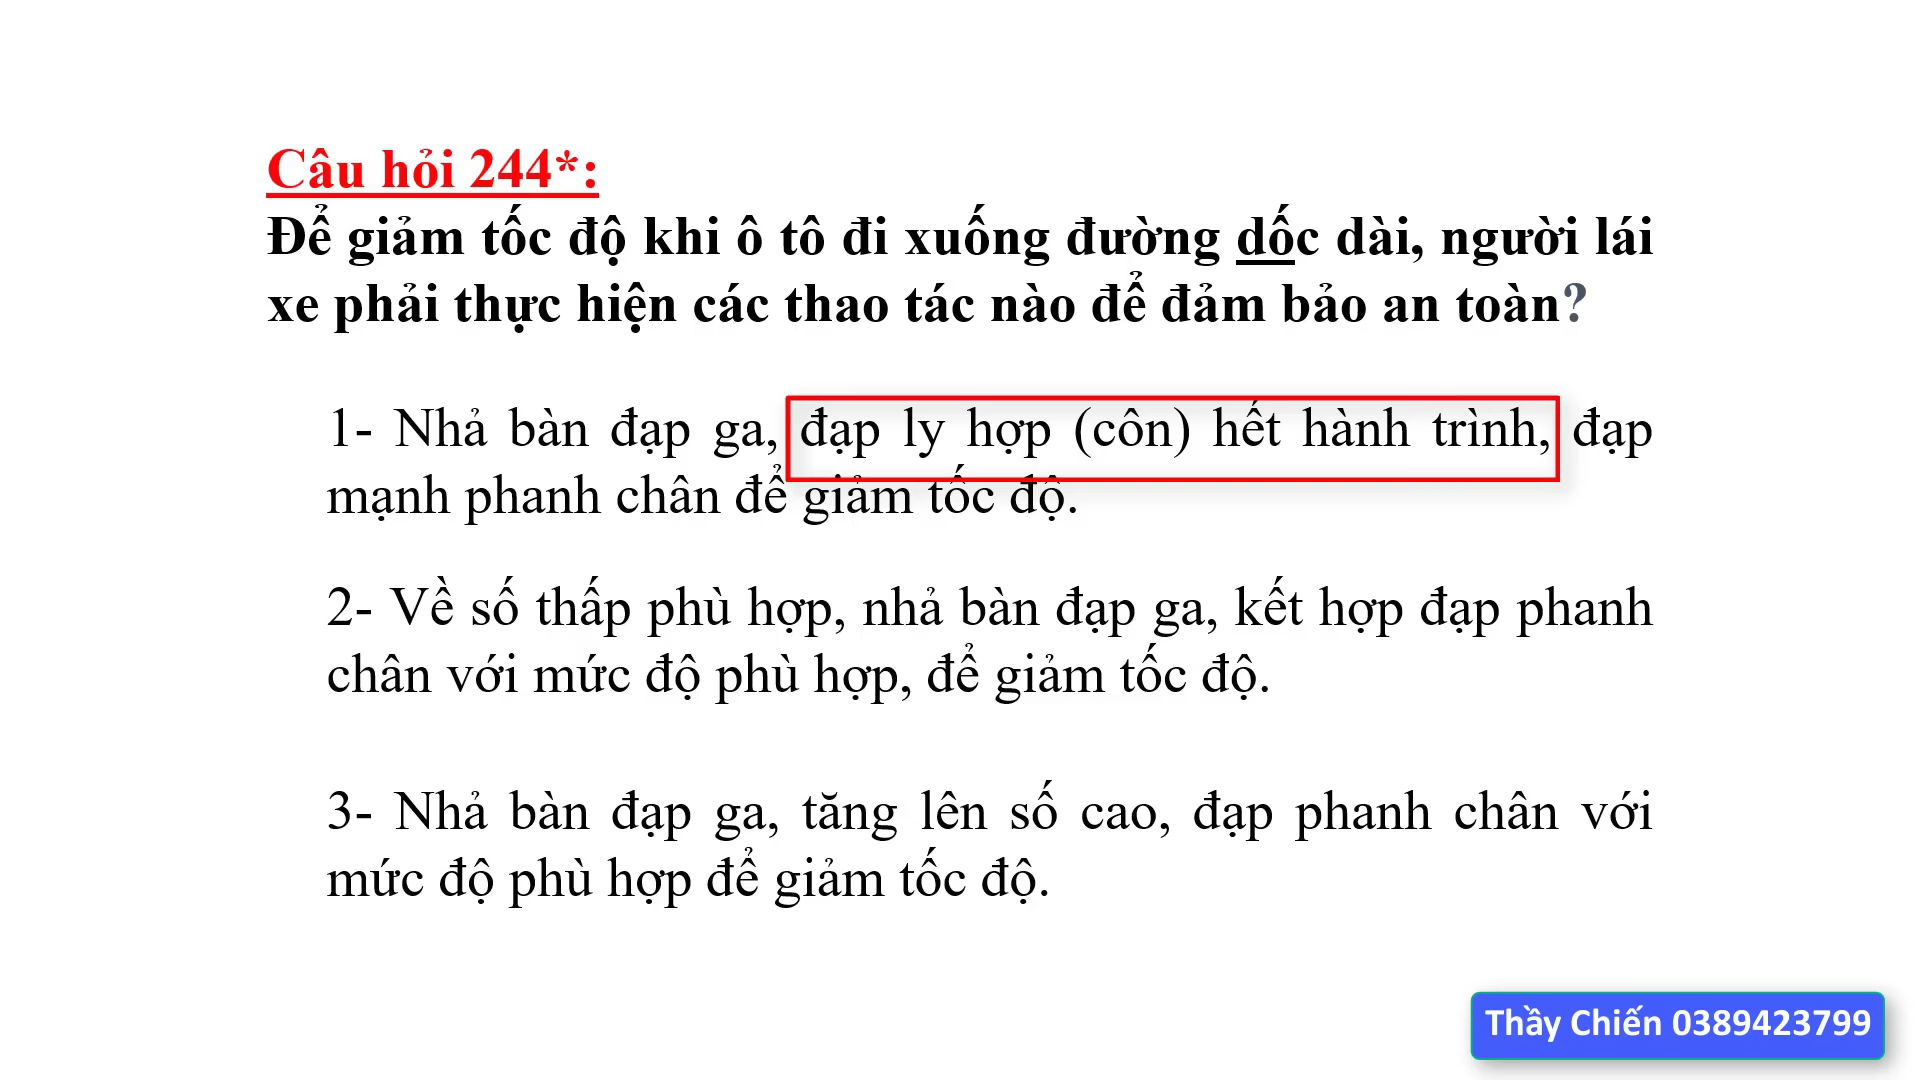 Câu hỏi 244*:
Để giảm tốc độ khi ô tô đi xuống đường dốc dài, người lái
xe phải thực hiện các thao tác nào để đảm bảo an toàn?
1- Nhả bàn đạp ga, đạp ly hợp (côn) hết hành trình, đạp
mạnh phanh chân để giảm tốc độ.
2- Về số thấp phù hợp, nhả bàn đạp ga, kết hợp đạp phanh
chân với mức độ phù hợp, để giảm tốc độ.
3- Nhả bàn đạp ga, tăng lên số cao, đạp phanh chân với
mức độ phù hợp để giảm tốc độ.
Thầy Chiến 0389423799